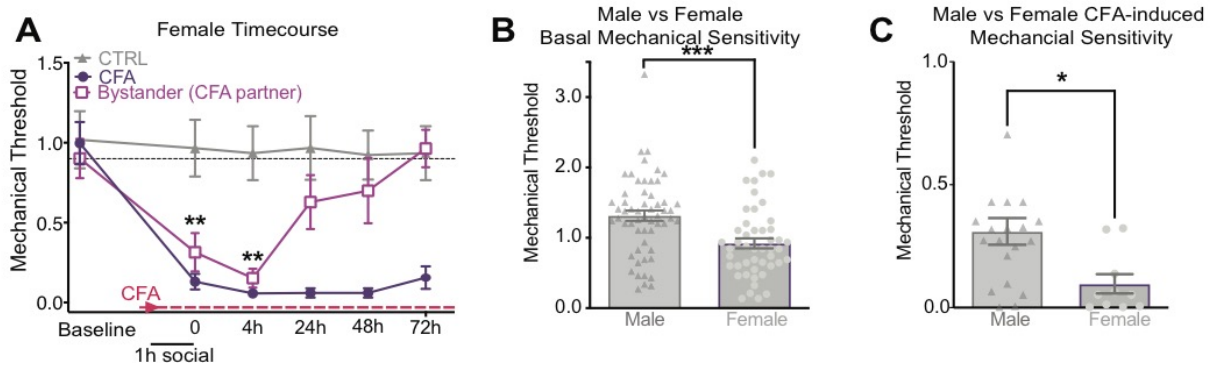 A
Female Timecourse
CTRL
CFA
Bystander (CFA partner)
Mechanical Threshold
1.5
1.0
0.5
0.0
**
**
CFA
Baseline
0
4h
24h
48h
72h
1h social
B
Male vs Female
Basal Mechanical Sensitivity
***
Mechanical Threshold
3.0
2.0
1.0
0.0
Male
Female
C
Male vs Female CFA-induced
Mechancial Sensitivity
*
Mechanical Threshold
1.0
0.5
0.0
Male
Female